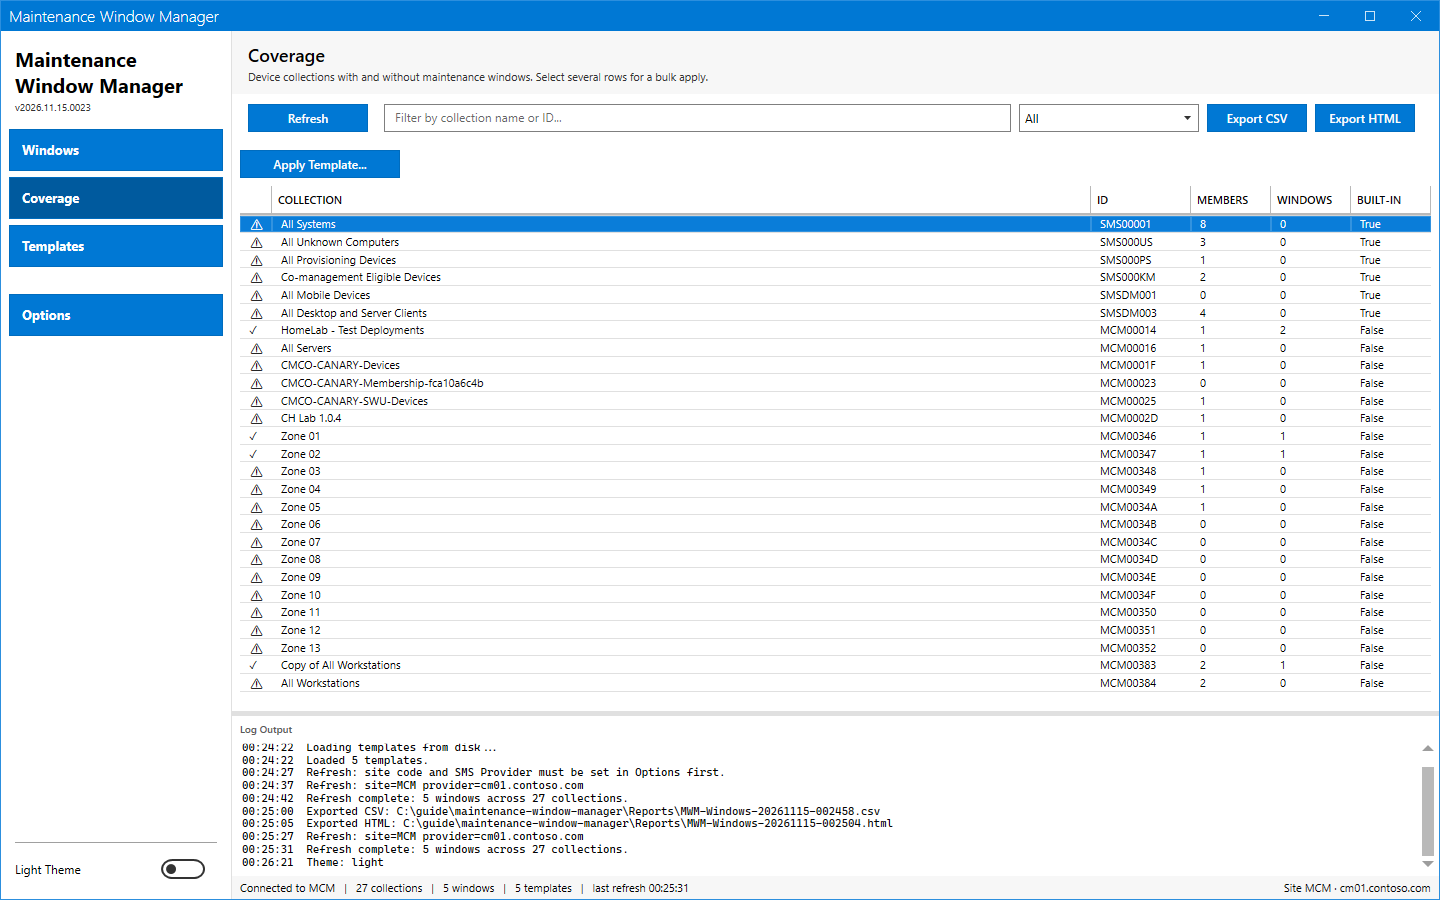 Maintenance Window Manager
Maintenance
Window Manager
v2026.11.15.0023
Windows
Coverage
Templates
Options
Light Theme
Coverage
Device collections with and without maintenance windows. Select several rows for a bulk apply.
Refresh
Filter by collection name or ID...
All
Export CSV
Export HTML
Apply Template...
COLLECTION ID MEMBERS WINDOWS BUILT-IN
All Systems SMS00001 8 0 True
All Unknown Computers SMS000US 3 0 True
All Provisioning Devices SMS000PS 1 0 True
Co-management Eligible Devices SMS000KM 2 0 True
All Mobile Devices SMSDM001 0 0 True
All Desktop and Server Clients SMSDM003 4 0 True
✓ HomeLab - Test Deployments MCM00014 1 2 False
All Servers MCM00016 1 0 False
CMCO-CANARY-Devices MCM0001F 1 0 False
CMCO-CANARY-Membership-fca10a6c4b MCM00023 0 0 False
CMCO-CANARY-SWU-Devices MCM00025 1 0 False
CH Lab 1.0.4 MCM0002D 1 0 False
✓ Zone 01 MCM00346 1 1 False
✓ Zone 02 MCM00347 1 1 False
Zone 03 MCM00348 1 0 False
Zone 04 MCM00349 1 0 False
Zone 05 MCM0034A 1 0 False
Zone 06 MCM0034B 0 0 False
Zone 07 MCM0034C 0 0 False
Zone 08 MCM0034D 0 0 False
Zone 09 MCM0034E 0 0 False
Zone 10 MCM0034F 0 0 False
Zone 11 MCM00350 0 0 False
Zone 12 MCM00351 0 0 False
Zone 13 MCM00352 0 0 False
✓ Copy of All Workstations MCM00383 2 1 False
All Workstations MCM00384 2 0 False
Log Output
00:24:22 Loading templates from disk...
00:24:22 Loaded 5 templates.
00:24:27 Refresh: site code and SMS Provider must be set in Options first.
00:24:37 Refresh: site=MCM provider=cm01.contoso.com
00:24:42 Refresh complete: 5 windows across 27 collections.
00:25:00 Exported CSV: C:\guide\maintenance-window-manager\Reports\MWM-Windows-20261115-002458.csv
00:25:05 Exported HTML: C:\guide\maintenance-window-manager\Reports\MWM-Windows-20261115-002504.html
00:25:27 Refresh: site=MCM provider=cm01.contoso.com
00:25:31 Refresh complete: 5 windows across 27 collections.
00:26:21 Theme: light
Connected to MCM | 27 collections | 5 windows | 5 templates | last refresh 00:25:31
Site MCM · cm01.contoso.com